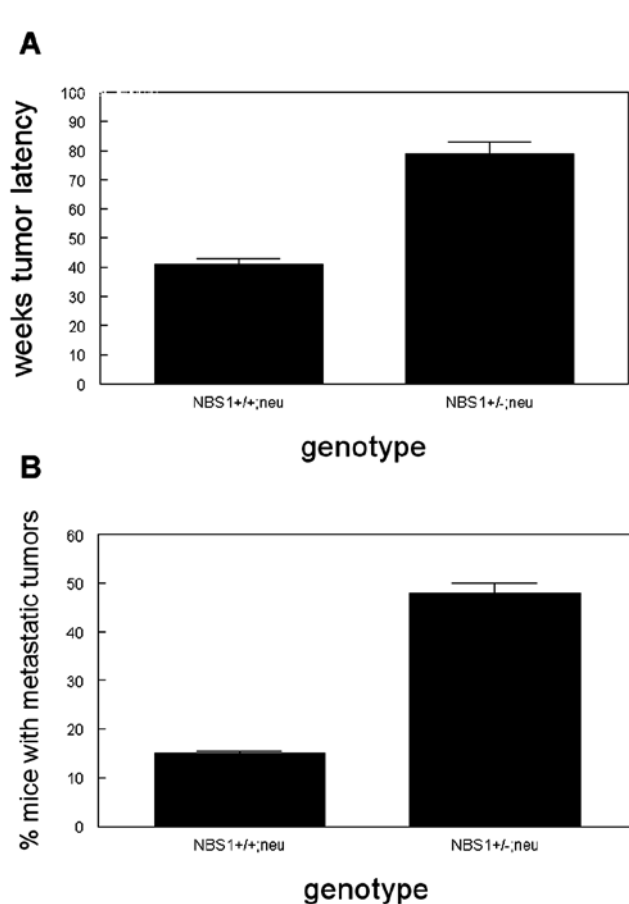 A
weeks tumor latency
100
90
80
70
60
50
40
30
20
10
0
NBS1+/+;neu
NBS1+/-;neu
genotype
B
% mice with metastatic tumors
60
50
40
30
20
10
0
NBS1+/+;neu
NBS1+/-;neu
genotype